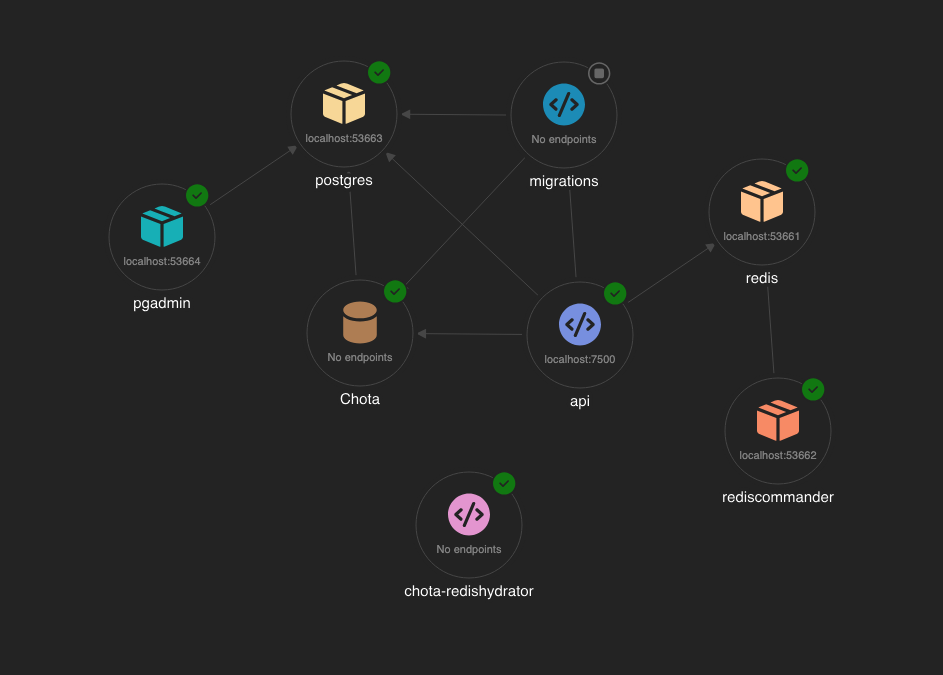 localhost:53663
postgres
No endpoints
migrations
localhost:53661
redis
localhost:53664
pgadmin
No endpoints
Chota
localhost:7500
api
localhost:53662
rediscommander
No endpoints
chota-redishydrator